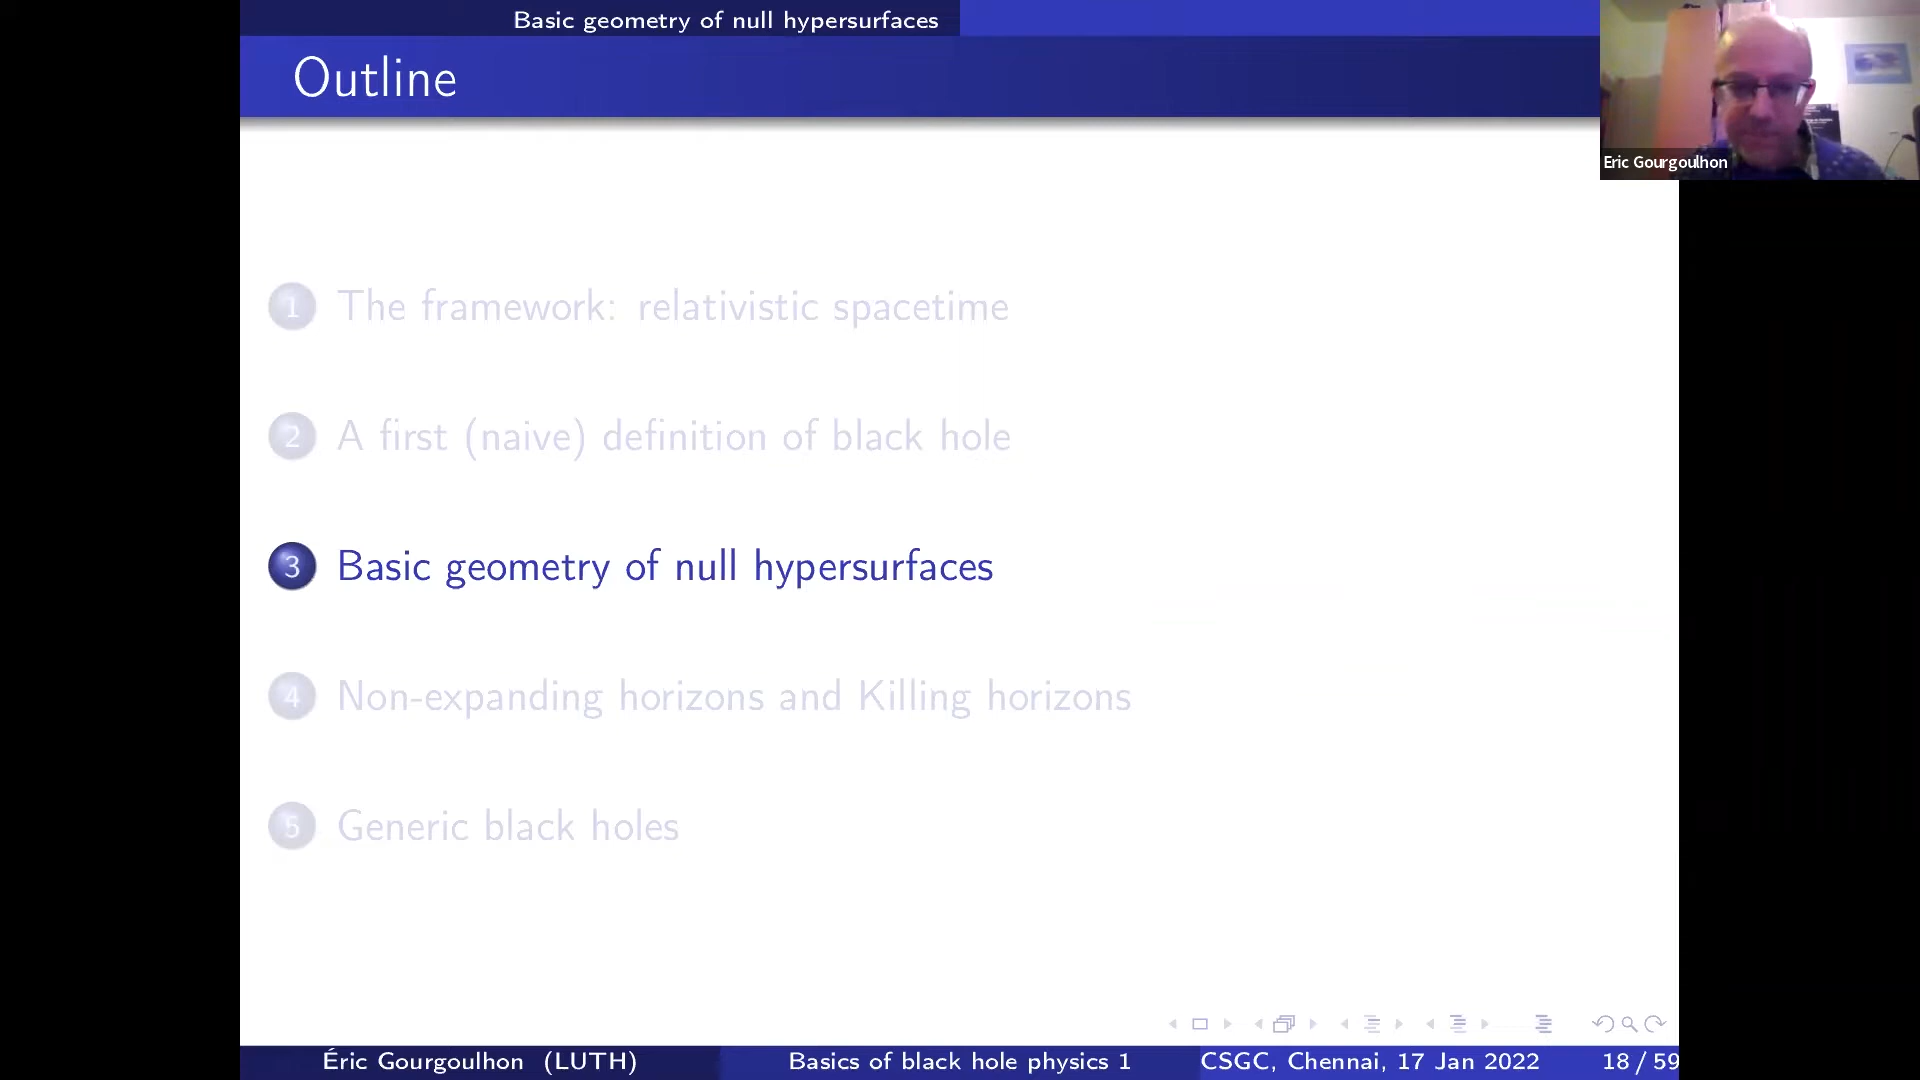 Basic geometry of null hypersurfaces
Outline
Eric Gourgoulhon
1 The framework: relativistic spacetime
2 A first (naive) definition of black hole
3 Basic geometry of null hypersurfaces
4 Non-expanding horizons and Killing horizons
5 Generic black holes
Éric Gourgoulhon (LUTH) Basics of black hole physics 1 CSGC, Chennai, 17 Jan 2022 18 / 59